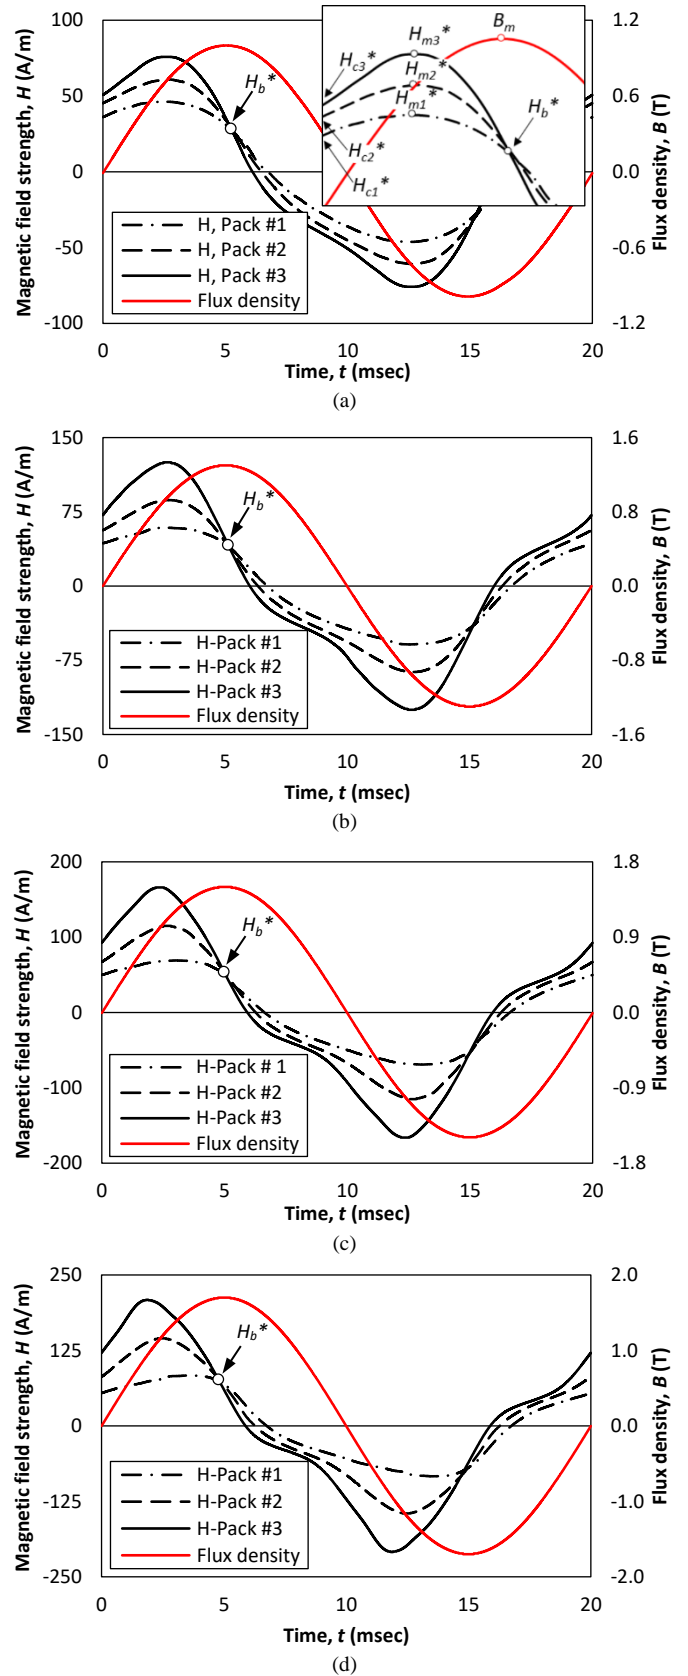 Magnetic field strength, H (A/m)
100
50
0
-50
-100
H_b*
H_c3*
H_m3*
H_m2*
H_m1*
B_m
H_b*
H_c2*
H_c1*
H, Pack #1
H, Pack #2
H, Pack #3
Flux density
1.2
0.6
0.0
-0.6
-1.2
Flux density, B (T)
0 5 10 15 20
Time, t (msec)
(a)
Magnetic field strength, H (A/m)
150
75
0
-75
-150
H_b*
H-Pack #1
H-Pack #2
H-Pack #3
Flux density
1.6
0.8
0.0
-0.8
-1.6
Flux density, B (T)
0 5 10 15 20
Time, t (msec)
(b)
Magnetic field strength, H (A/m)
200
100
0
-100
-200
H_b*
H-Pack # 1
H-Pack #2
H-Pack #3
Flux density
1.8
0.9
0.0
-0.9
-1.8
Flux density, B (T)
0 5 10 15 20
Time, t (msec)
(c)
Magnetic field strength, H (A/m)
250
125
0
-125
-250
H_b*
H-Pack #1
H-Pack #2
H-Pack #3
Flux density
2.0
1.0
0.0
-1.0
-2.0
Flux density, B (T)
0 5 10 15 20
Time, t (msec)
(d)